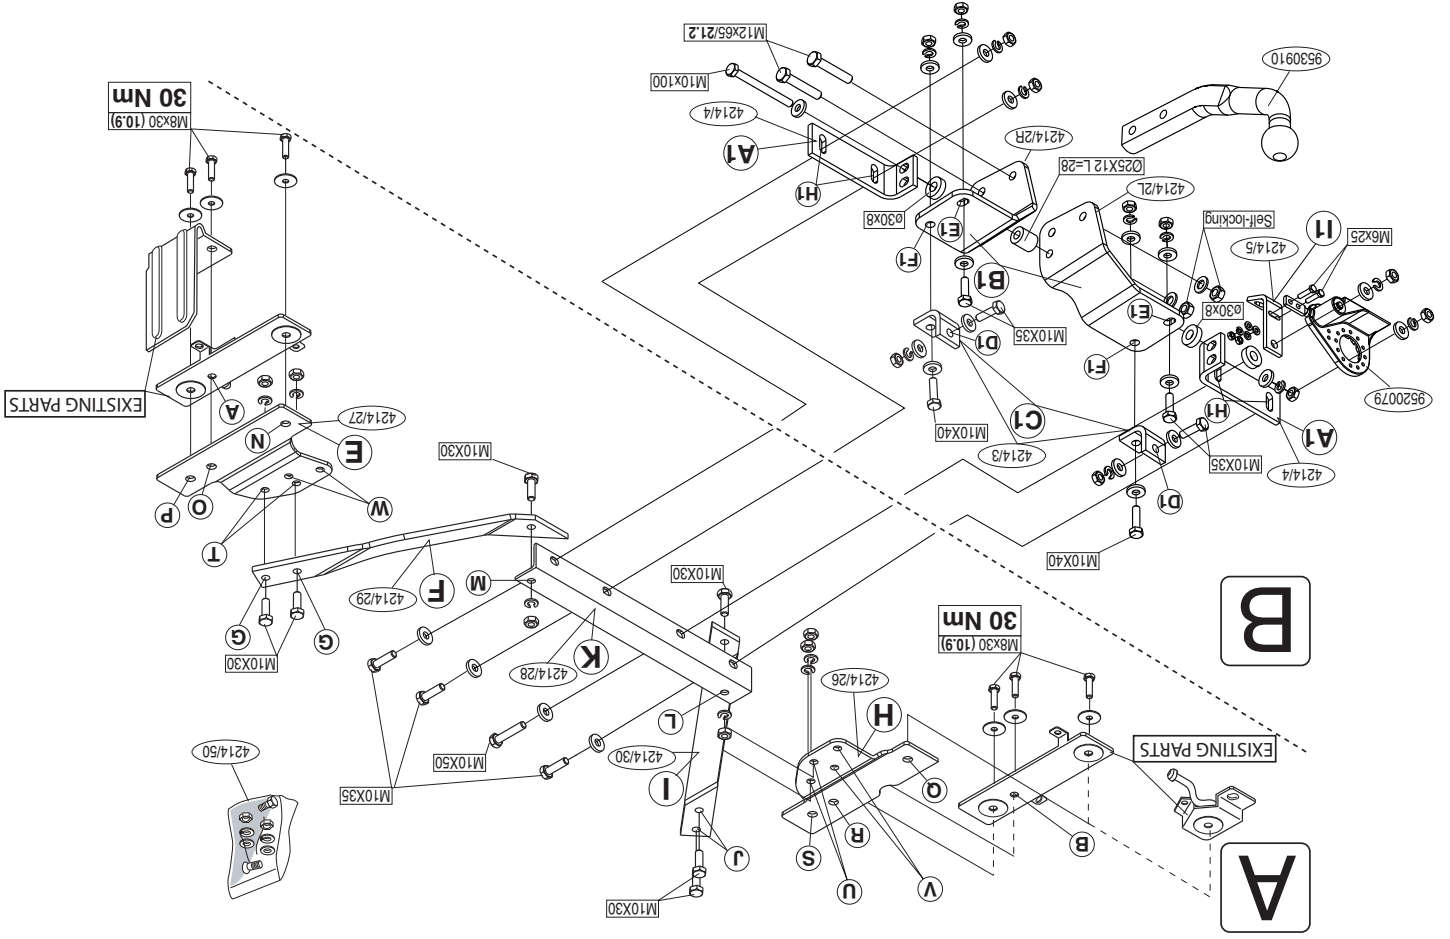 A
M10X30
V
U
J
S
B
R
Q
M10X35
I
M10X50
4214/30
4214/50
EXISTING PARTS
L
H
4214/26
4214/28
K
M10X30
G
G
M8x30 (10.9)
30 Nm
B
4214/29
F
M
M10X30
M10X40
T
W
P
O
D1
4214/4
M10X35
4214/3
M10X30
E
N
A1
M10X40
C1
4214/27
H1
A
EXISTING PARTS
9520079
F1
D1
M10X35
ø30x8
E1
B1
F1
M6x25
4214/5
I1
Self-locking
E1
ø30x8
4214/2L
Ø25X12 L=28
H1
A1
4214/2R
4214/4
M8x30 (10.9)
30 Nm
M10x100
9530910
M12x65/21.2